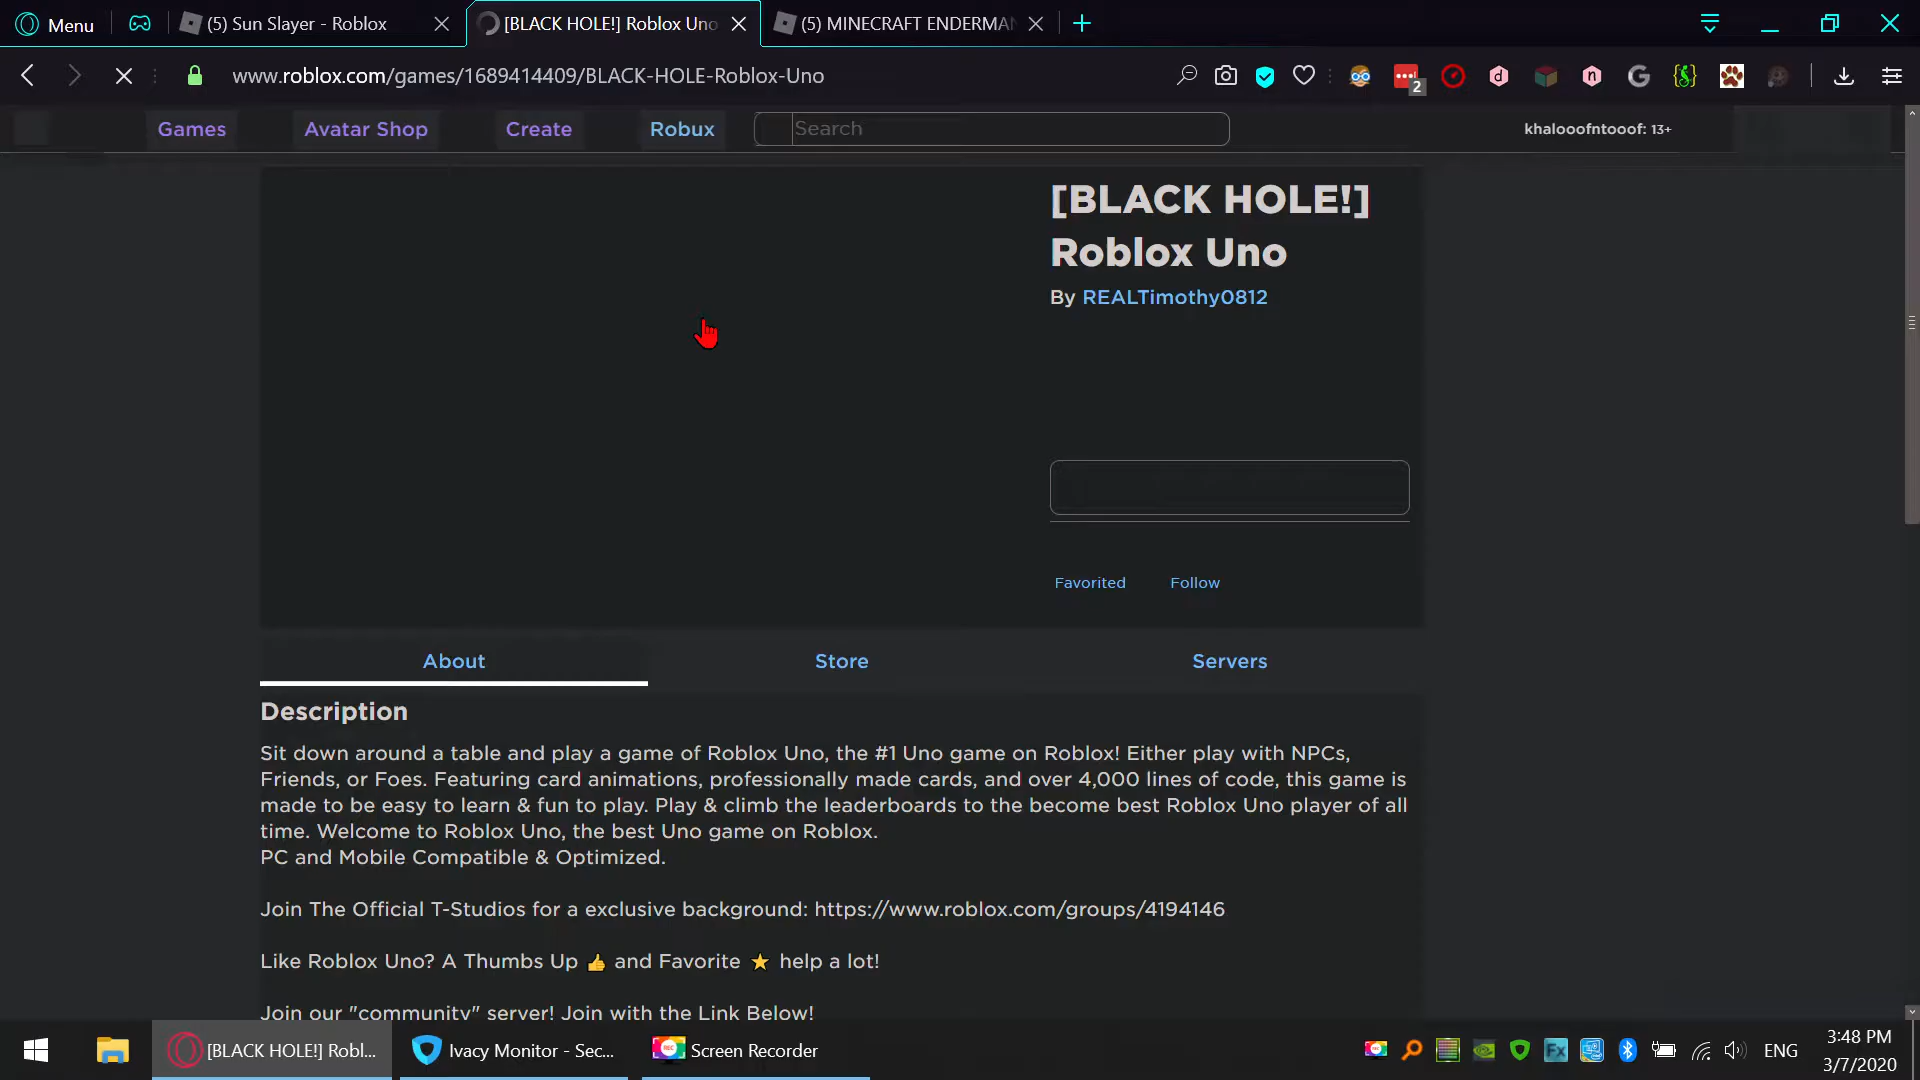 Menu
(5) Sun Slayer - Roblox
[BLACK HOLE!] Roblox Uno
(5) MINECRAFT ENDERMAN
www.roblox.com/games/1689414409/BLACK-HOLE-Roblox-Uno
2
Games
Avatar Shop
Create
Robux
Search
khalooofntooof: 13+
[BLACK HOLE!]
Roblox Uno
By REALTimothy0812
Favorited
Follow
About
Store
Servers
Description
Sit down around a table and play a game of Roblox Uno, the #1 Uno game on Roblox! Either play with NPCs,
Friends, or Foes. Featuring card animations, professionally made cards, and over 4,000 lines of code, this game is
made to be easy to learn & fun to play. Play & climb the leaderboards to the become best Roblox Uno player of all
time. Welcome to Roblox Uno, the best Uno game on Roblox.
PC and Mobile Compatible & Optimized.
Join The Official T-Studios for a exclusive background: https://www.roblox.com/groups/4194146
Like Roblox Uno? A Thumbs Up 👍 and Favorite ⭐ help a lot!
Join our "community" server! Join with the Link Below!
[BLACK HOLE!] Robl...
Ivacy Monitor - Sec...
Screen Recorder
ENG
3:48 PM
3/7/2020